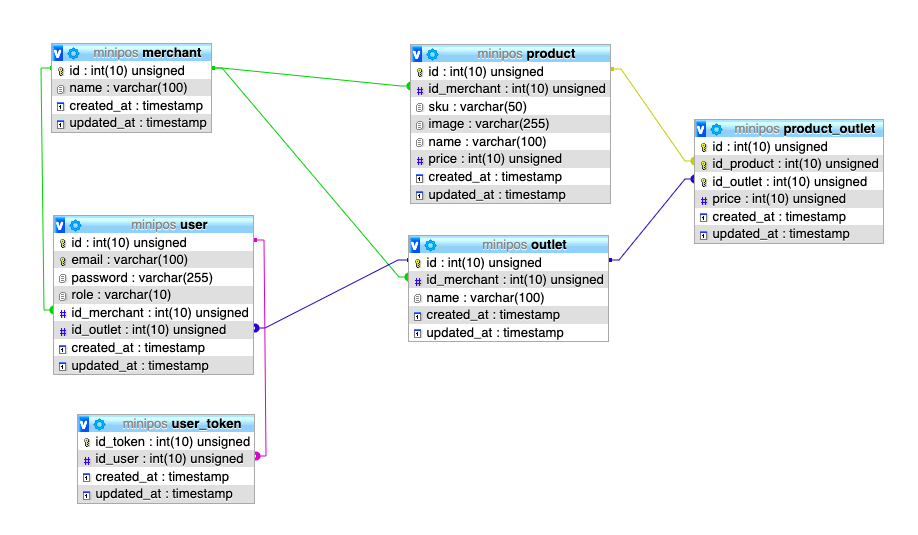 minipos merchant
id : int(10) unsigned
name : varchar(100)
created_at : timestamp
updated_at : timestamp
minipos product
id : int(10) unsigned
id_merchant : int(10) unsigned
sku : varchar(50)
image : varchar(255)
name : varchar(100)
price : int(10) unsigned
created_at : timestamp
updated_at : timestamp
minipos product_outlet
id : int(10) unsigned
id_product : int(10) unsigned
id_outlet : int(10) unsigned
price : int(10) unsigned
created_at : timestamp
updated_at : timestamp
minipos user
id : int(10) unsigned
email : varchar(100)
password : varchar(255)
role : varchar(10)
id_merchant : int(10) unsigned
id_outlet : int(10) unsigned
created_at : timestamp
updated_at : timestamp
minipos outlet
id : int(10) unsigned
id_merchant : int(10) unsigned
name : varchar(100)
created_at : timestamp
updated_at : timestamp
minipos user_token
id_token : int(10) unsigned
id_user : int(10) unsigned
created_at : timestamp
updated_at : timestamp